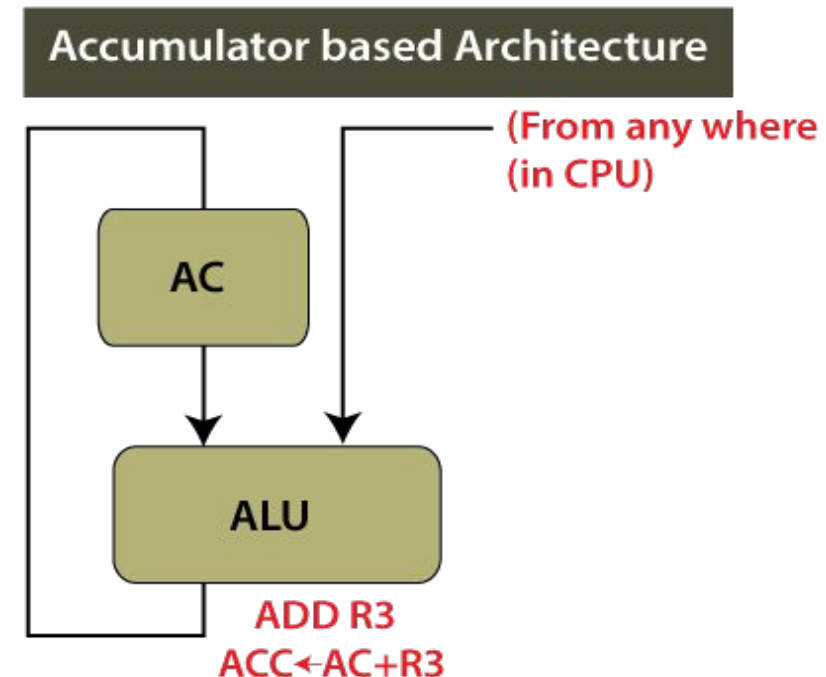 Accumulator based Architecture
(From any where
(in CPU)
AC
ALU
ADD R3
ACC←AC+R3